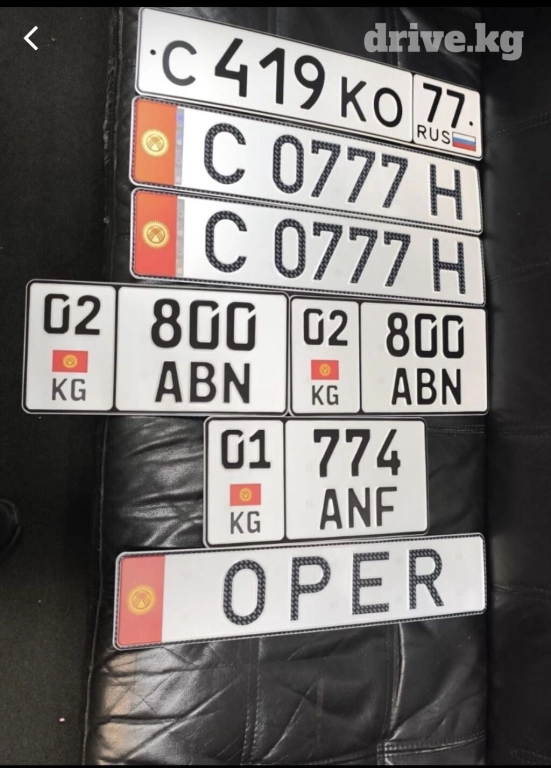 drive.kg
С 419 КО 77 RUS
C 0777 H
C 0777 H
02 800
KG ABN
02 800
KG ABN
01 774
KG ANF
OPER